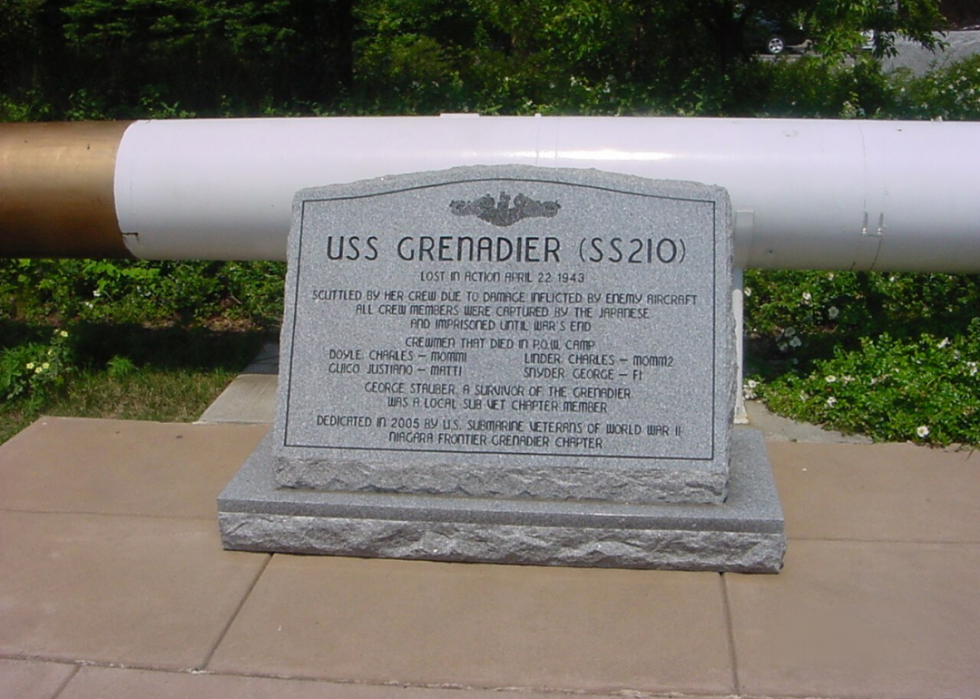 USS GRENADIER (SS210)
LOST IN ACTION APRIL 22 1943
SCUTTLED BY HER CREW DUE TO DAMAGE INFLICTED BY ENEMY AIRCRAFT
ALL CREW MEMBERS WERE CAPTURED BY THE JAPANESE
AND IMPRISONED UNTIL WAR'S END
CREWMEN THAT DIED IN P.O.W. CAMP
DOYLE, CHARLES – MOMM1 LINDER, CHARLES – MOMM2
GUICO, JUSTIANO – MATT1 SNYDER, GEORGE – F1
GEORGE STAUBER, A SURVIVOR OF THE GRENADIER,
WAS A LOCAL SUB VET CHAPTER MEMBER
DEDICATED IN 2005 BY U.S. SUBMARINE VETERANS OF WORLD WAR II
NIAGARA FRONTIER GRENADIER CHAPTER